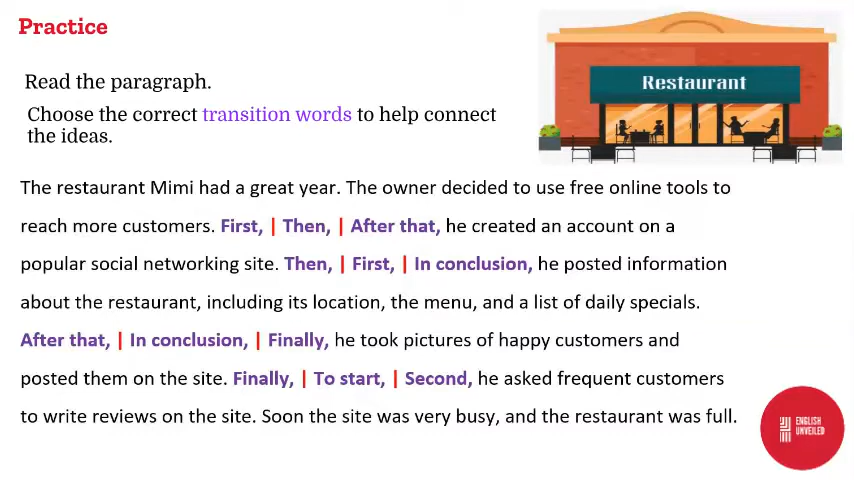 Practice
Read the paragraph.
Choose the correct transition words to help connect
the ideas.
Restaurant
The restaurant Mimi had a great year. The owner decided to use free online tools to
reach more customers. First, | Then, | After that, he created an account on a
popular social networking site. Then, | First, | In conclusion, he posted information
about the restaurant, including its location, the menu, and a list of daily specials.
After that, | In conclusion, | Finally, he took pictures of happy customers and
posted them on the site. Finally, | To start, | Second, he asked frequent customers
to write reviews on the site. Soon the site was very busy, and the restaurant was full.
ENGLISH
UNVEILED